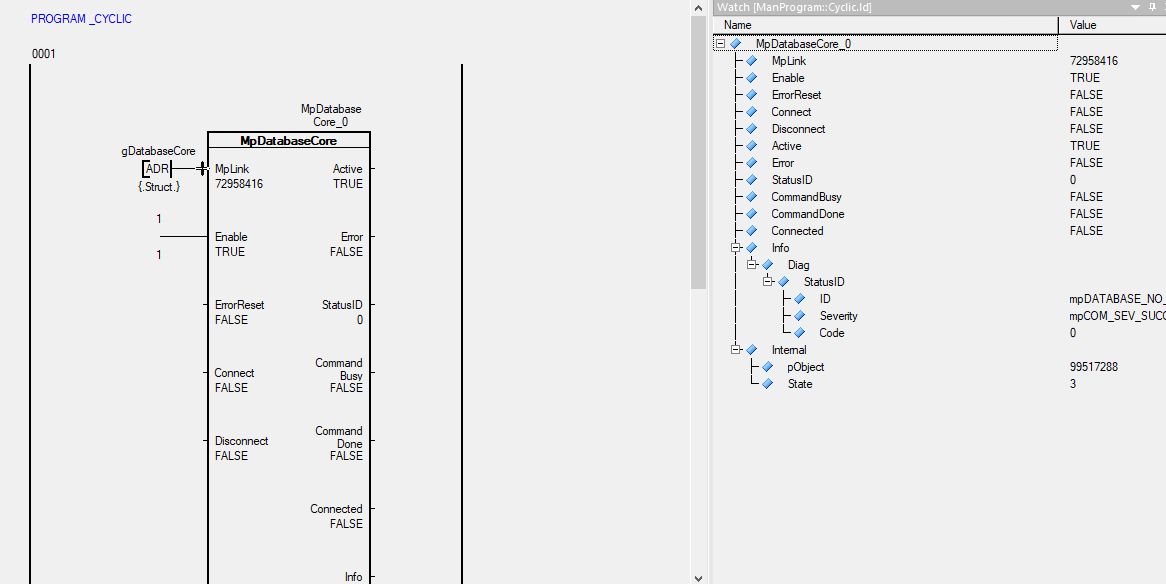 PROGRAM _CYCLIC
0001
MpDatabase
Core_0
MpDatabaseCore
gDatabaseCore
ADR
{.Struct.}
MpLink Active
72958416 TRUE
1
Enable Error
1 TRUE FALSE
ErrorReset StatusID
FALSE 0
Command
Connect Busy
FALSE FALSE
Command
Disconnect Done
FALSE FALSE
Connected
FALSE
Info
Watch [ManProgram::Cyclic.ld]
Name Value
MpDatabaseCore_0
MpLink 72958416
Enable TRUE
ErrorReset FALSE
Connect FALSE
Disconnect FALSE
Active TRUE
Error FALSE
StatusID 0
CommandBusy FALSE
CommandDone FALSE
Connected FALSE
Info
Diag
StatusID
ID mpDATABASE_NO_
Severity mpCOM_SEV_SUCC
Code 0
Internal
pObject 99517288
State 3